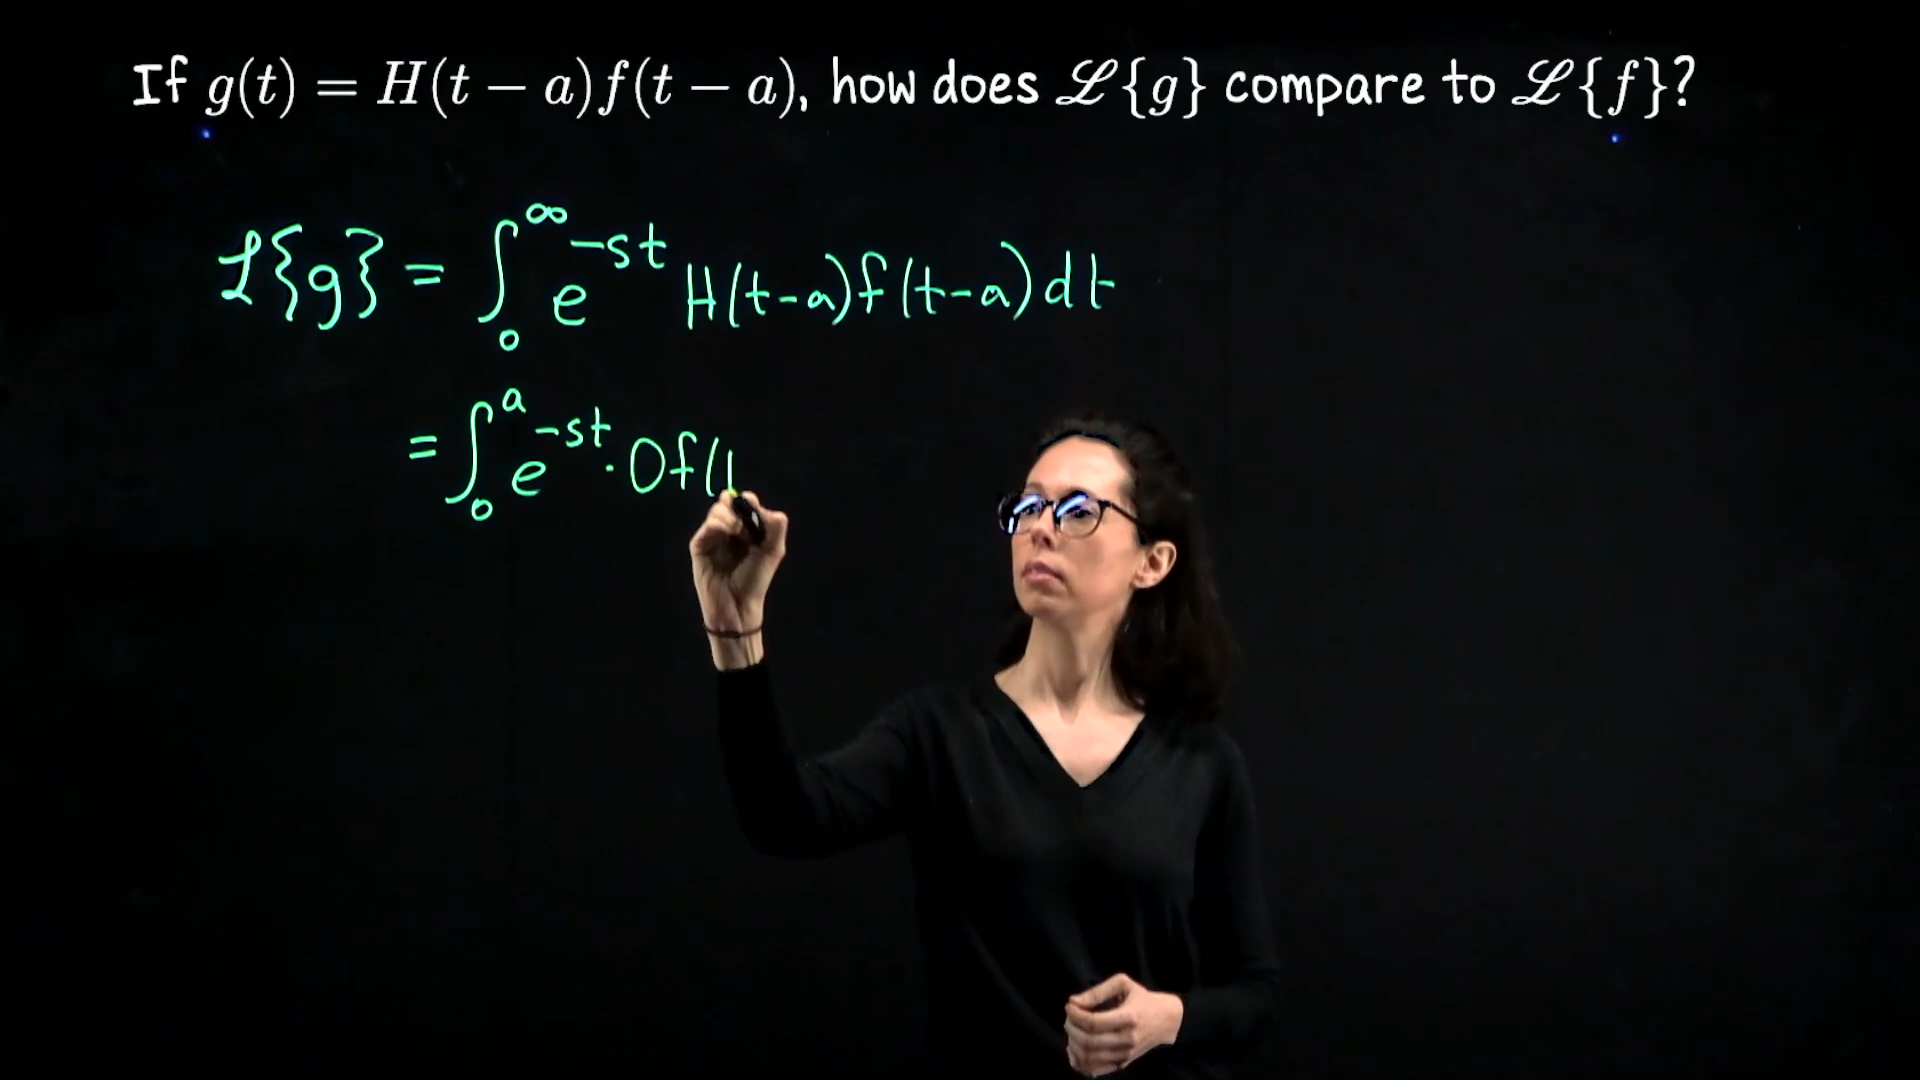 If g(t) = H(t − a)f(t − a), how does ℒ{g} compare to ℒ{f}?
ℒ{g} = ∫₀^∞ e^{-st} H(t-a)f(t-a)dt
= ∫₀^a e^{-st} · 0f(